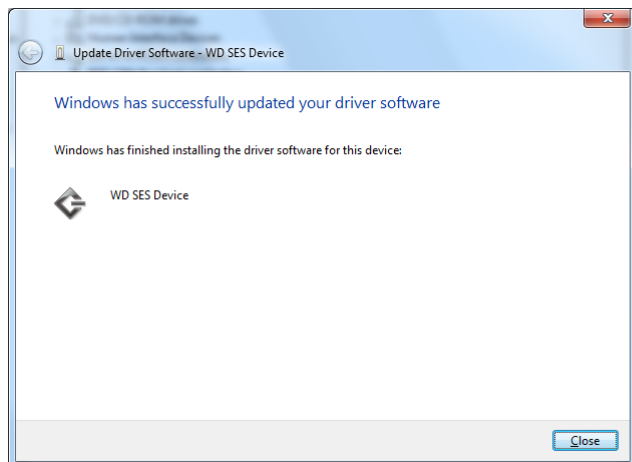 Update Driver Software - WD SES Device
Windows has successfully updated your driver software
Windows has finished installing the driver software for this device:
WD SES Device
Close